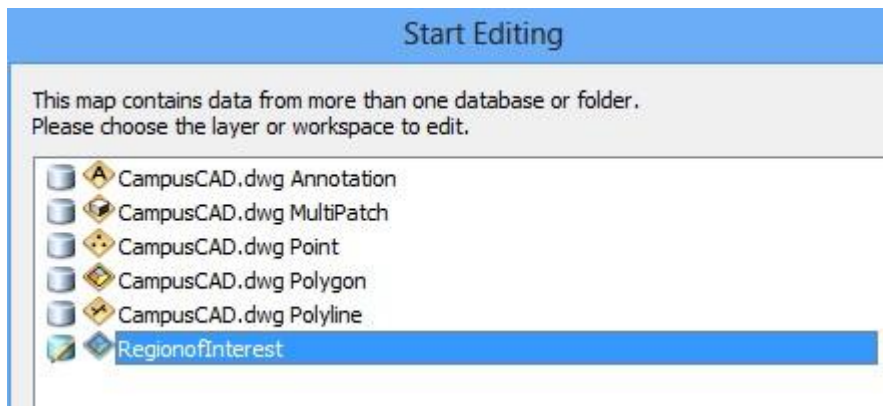 Start Editing
This map contains data from more than one database or folder.
Please choose the layer or workspace to edit.
CampusCAD.dwg Annotation
CampusCAD.dwg MultiPatch
CampusCAD.dwg Point
CampusCAD.dwg Polygon
CampusCAD.dwg Polyline
RegionofInterest